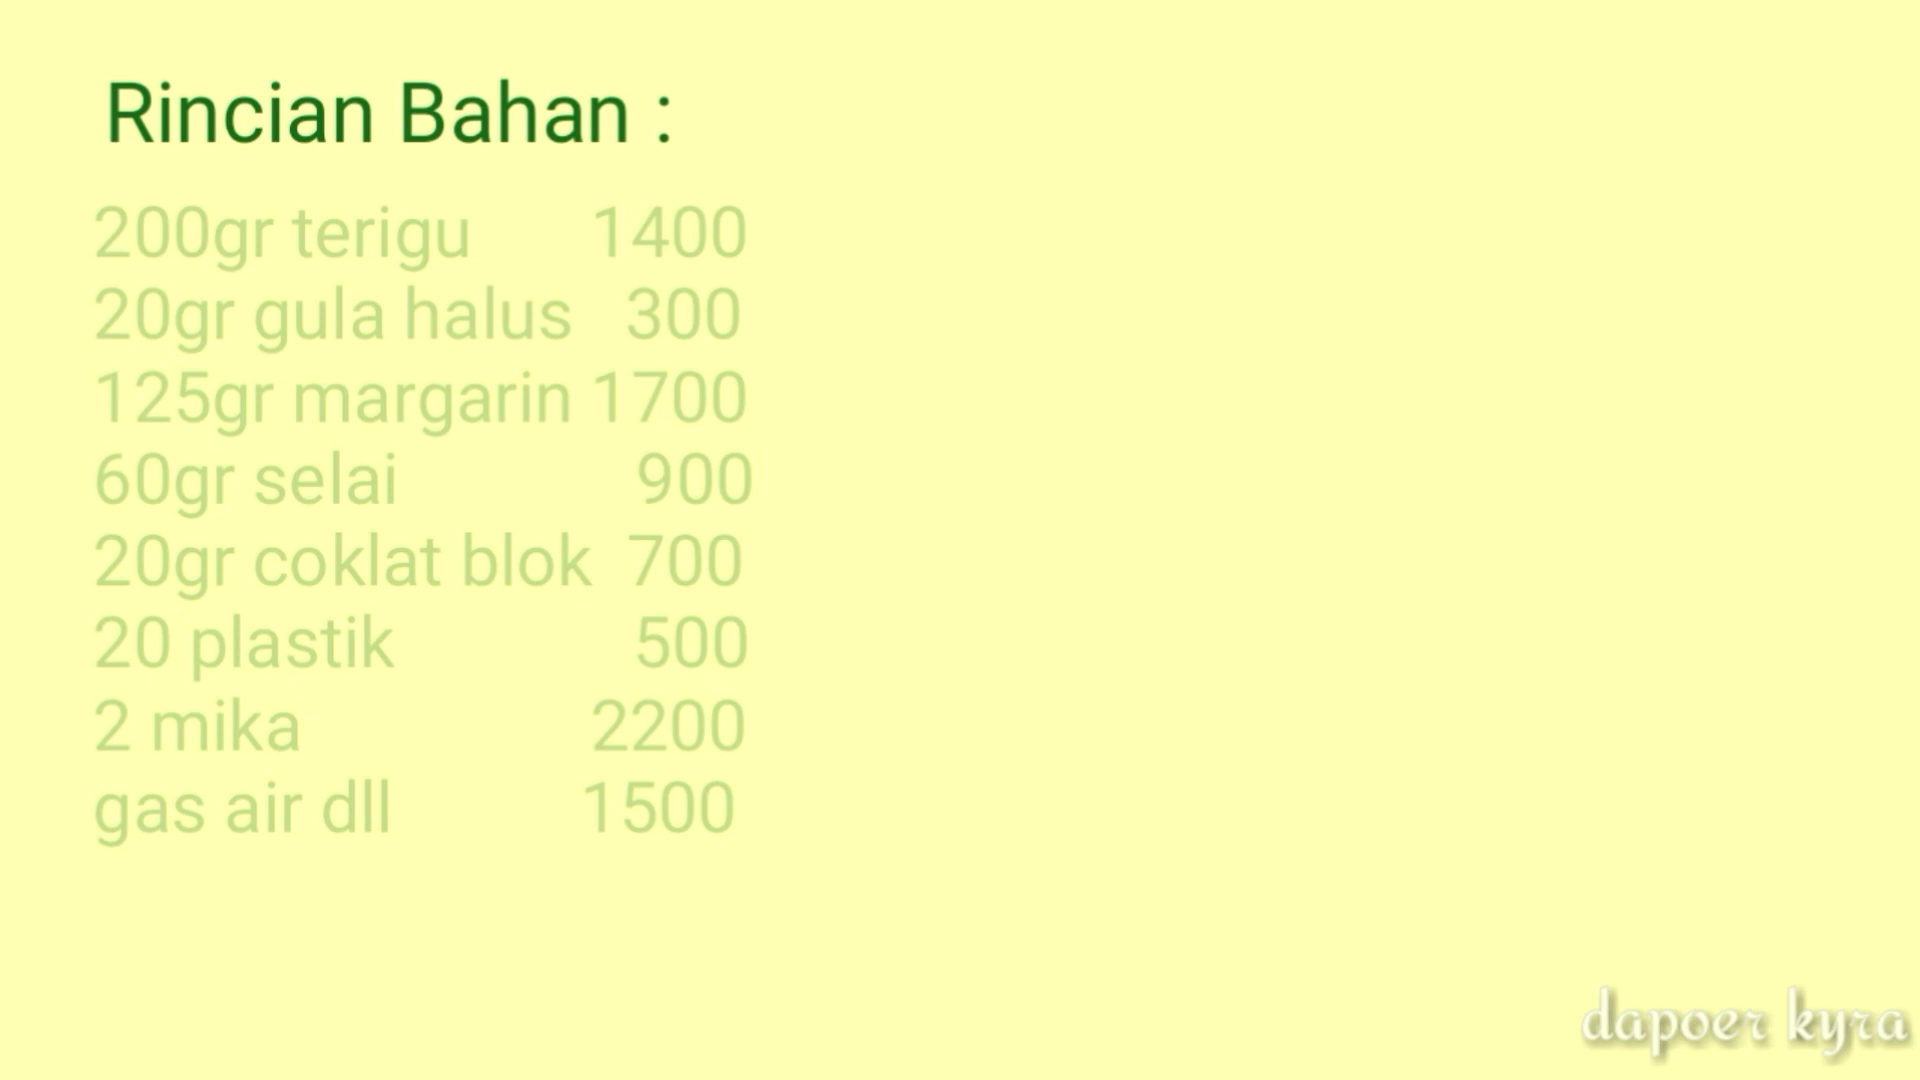 Rincian Bahan :
200gr terigu 1400
20gr gula halus 300
125gr margarin 1700
60gr selai 900
20gr coklat blok 700
20 plastik 500
2 mika 2200
gas air dll 1500
dapoer kyra